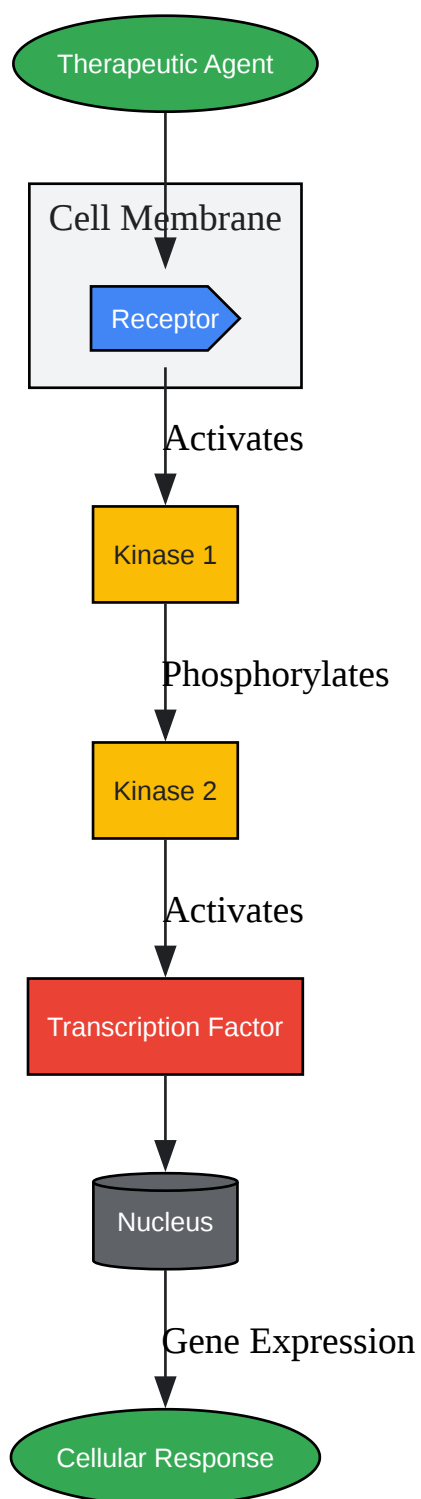 Therapeutic Agent
Cell Membrane
Receptor
Activates
Kinase 1
Phosphorylates
Kinase 2
Activates
Transcription Factor
Nucleus
Gene Expression
Cellular Response